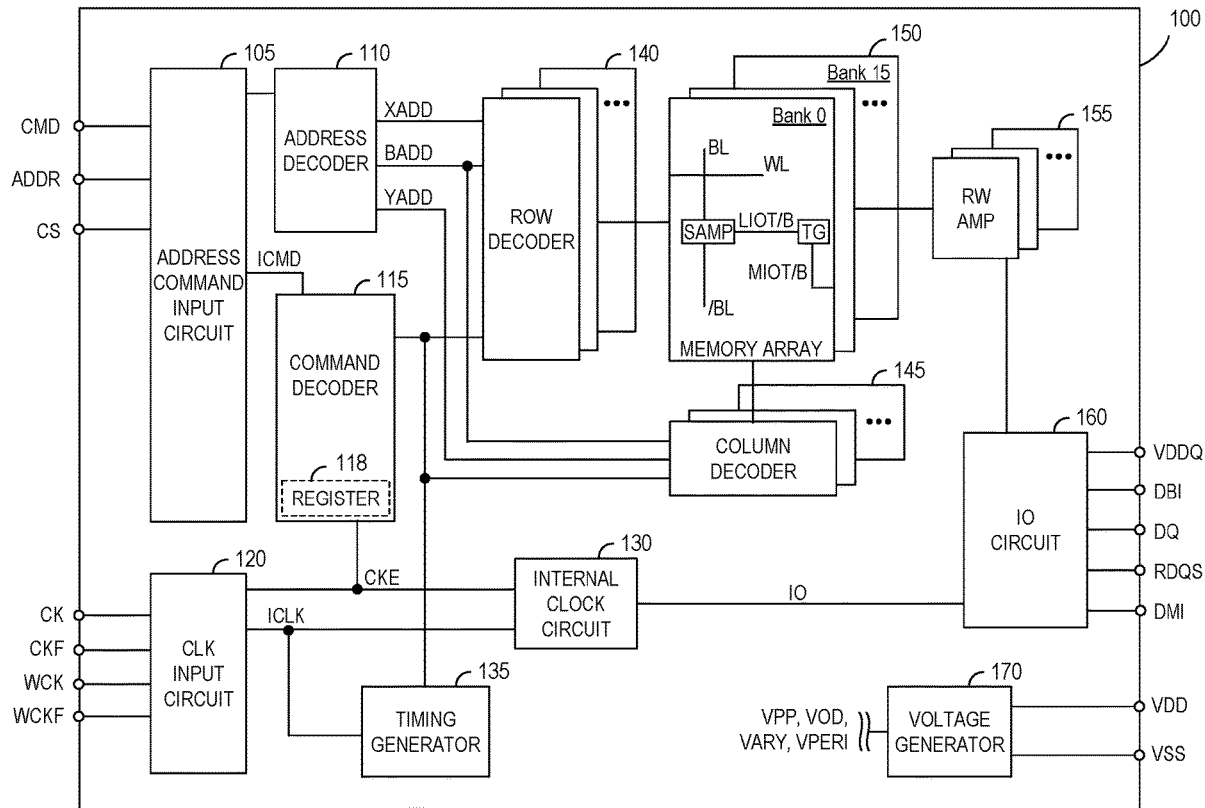 100
105
110
140
150
155
CMD
ADDR
CS
ADDRESS
COMMAND
INPUT
CIRCUIT
ADDRESS
DECODER
XADD
BADD
YADD
ROW
DECODER
Bank 15
Bank 0
BL
WL
SAMP
LIOT/B
TG
MIOT/B
/BL
MEMORY ARRAY
RW
AMP
ICMD
115
COMMAND
DECODER
118
REGISTER
145
COLUMN
DECODER
160
IO
CIRCUIT
VDDQ
DBI
DQ
RDQS
DMI
120
CK
CKF
WCK
WCKF
CLK
INPUT
CIRCUIT
CKE
ICLK
130
INTERNAL
CLOCK
CIRCUIT
IO
135
TIMING
GENERATOR
170
VPP, VOD,
VARY, VPERI
VOLTAGE
GENERATOR
VDD
VSS